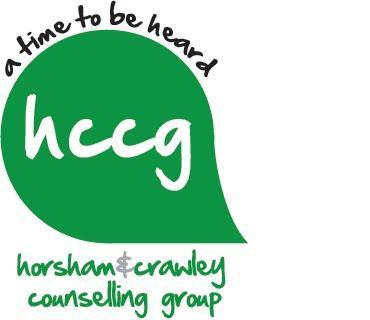 a time to be heard
hccg
horsham&crawley
counselling group